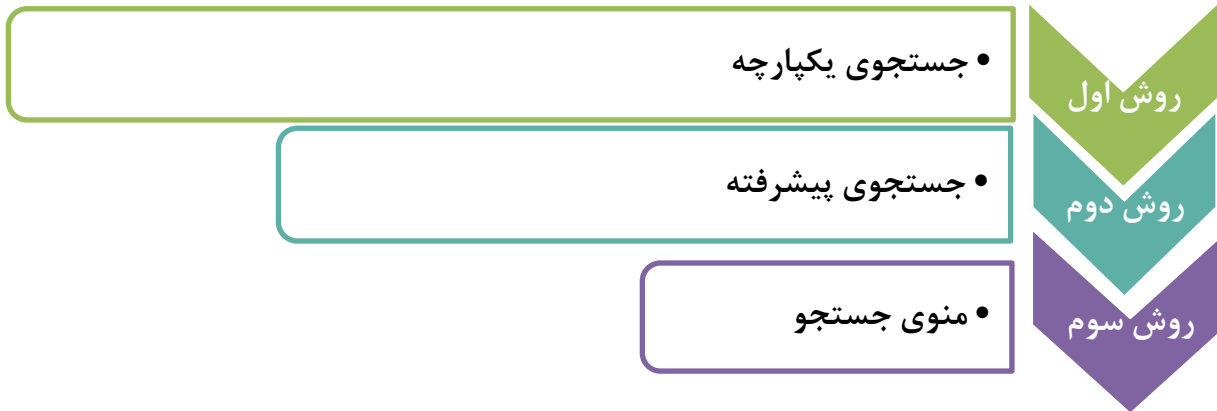 روش اول
• جستجوی یکپارچه
روش دوم
• جستجوی پیشرفته
روش سوم
• منوی جستجو